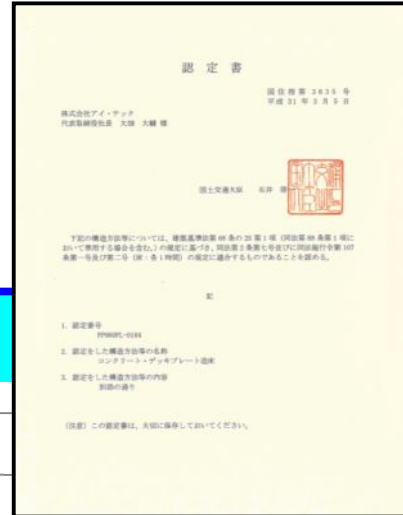 認 定 書
国住指第 3835 号
平成 31 年 3 月 5 日
株式会社アイ・テック
代表取締役社長 大畑 大輔 様
国土交通大臣 石井
下記の構造方法等については、建築基準法第 68 条の 25 第 1 項（同法第 88 条第 1 項に
おいて準用する場合を含む。）の規定に基づき、同法第 2 条第七号及び同法施行令第 107
条第一号及び第二号（床：各 1 時間）の規定に適合するものであることを認める。
記
1. 認定番号
FP060FL-0184
2. 認定をした構造方法等の名称
コンクリート・デッキプレート造床
3. 認定をした構造方法等の内容
別添の通り
（注意）この認定書は、大切に保存しておいてください。